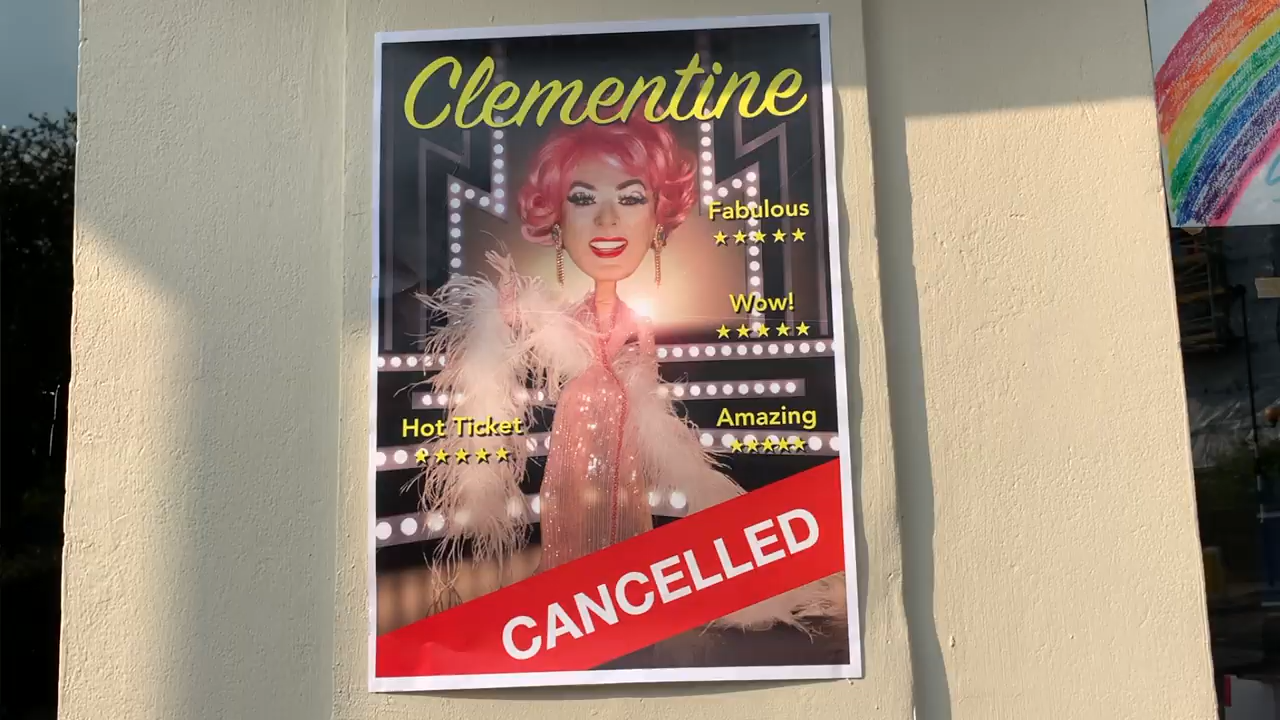 Clementine
Fabulous
★★★★★
Wow!
★★★★★
Hot Ticket
★★★★★
Amazing
★★★★★
CANCELLED